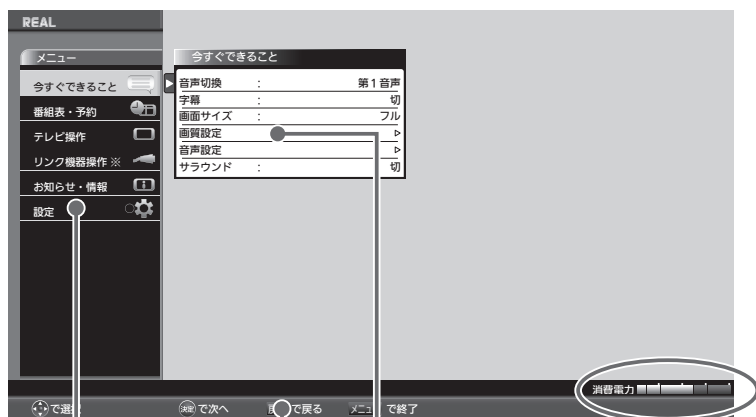 REAL
メニュー
今すぐできること
番組表・予約
テレビ操作
リンク機器操作 ※
お知らせ・情報
設定
今すぐできること
音声切換 : 第1音声
字幕 : 切
画面サイズ : フル
画質設定
音声設定
サラウンド : 切
消費電力
で選
決定 で次へ
で戻る
で終了